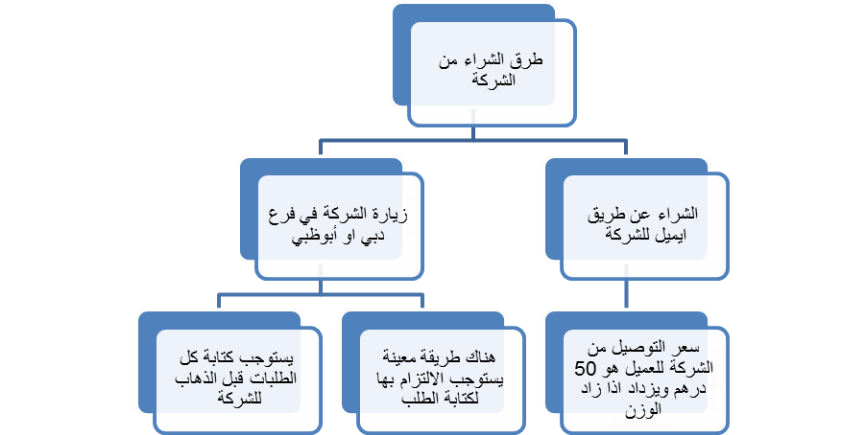 طرق الشراء من
الشركة
الشراء عن طريق
ايميل للشركة
زيارة الشركة في فرع
دبي او أبوظبي
سعر التوصيل من
الشركة للعميل هو 50
درهم ويزداد اذا زاد
الوزن
هناك طريقة معينة
يستوجب الالتزام بها
لكتابة الطلب
يستوجب كتابة كل
الطلبات قبل الذهاب
للشركة